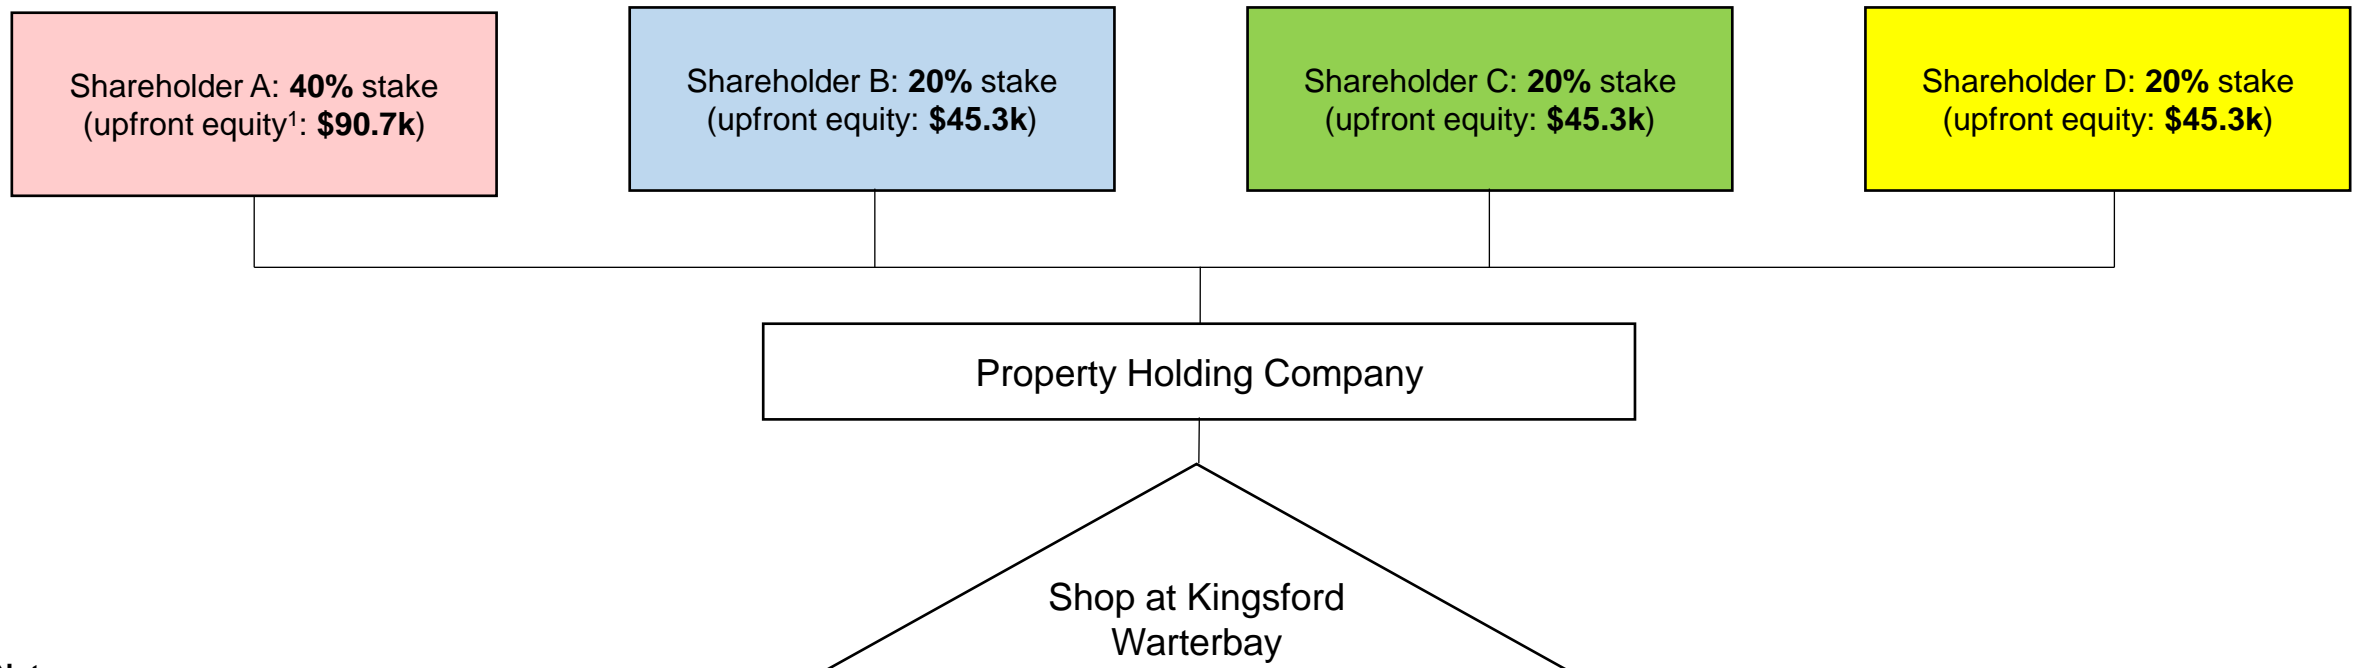 Shareholder A: 40% stake
(upfront equity¹: $90.7k)
Shareholder B: 20% stake
(upfront equity: $45.3k)
Shareholder C: 20% stake
(upfront equity: $45.3k)
Shareholder D: 20% stake
(upfront equity: $45.3k)
Property Holding Company
Shop at Kingsford
Warterbay